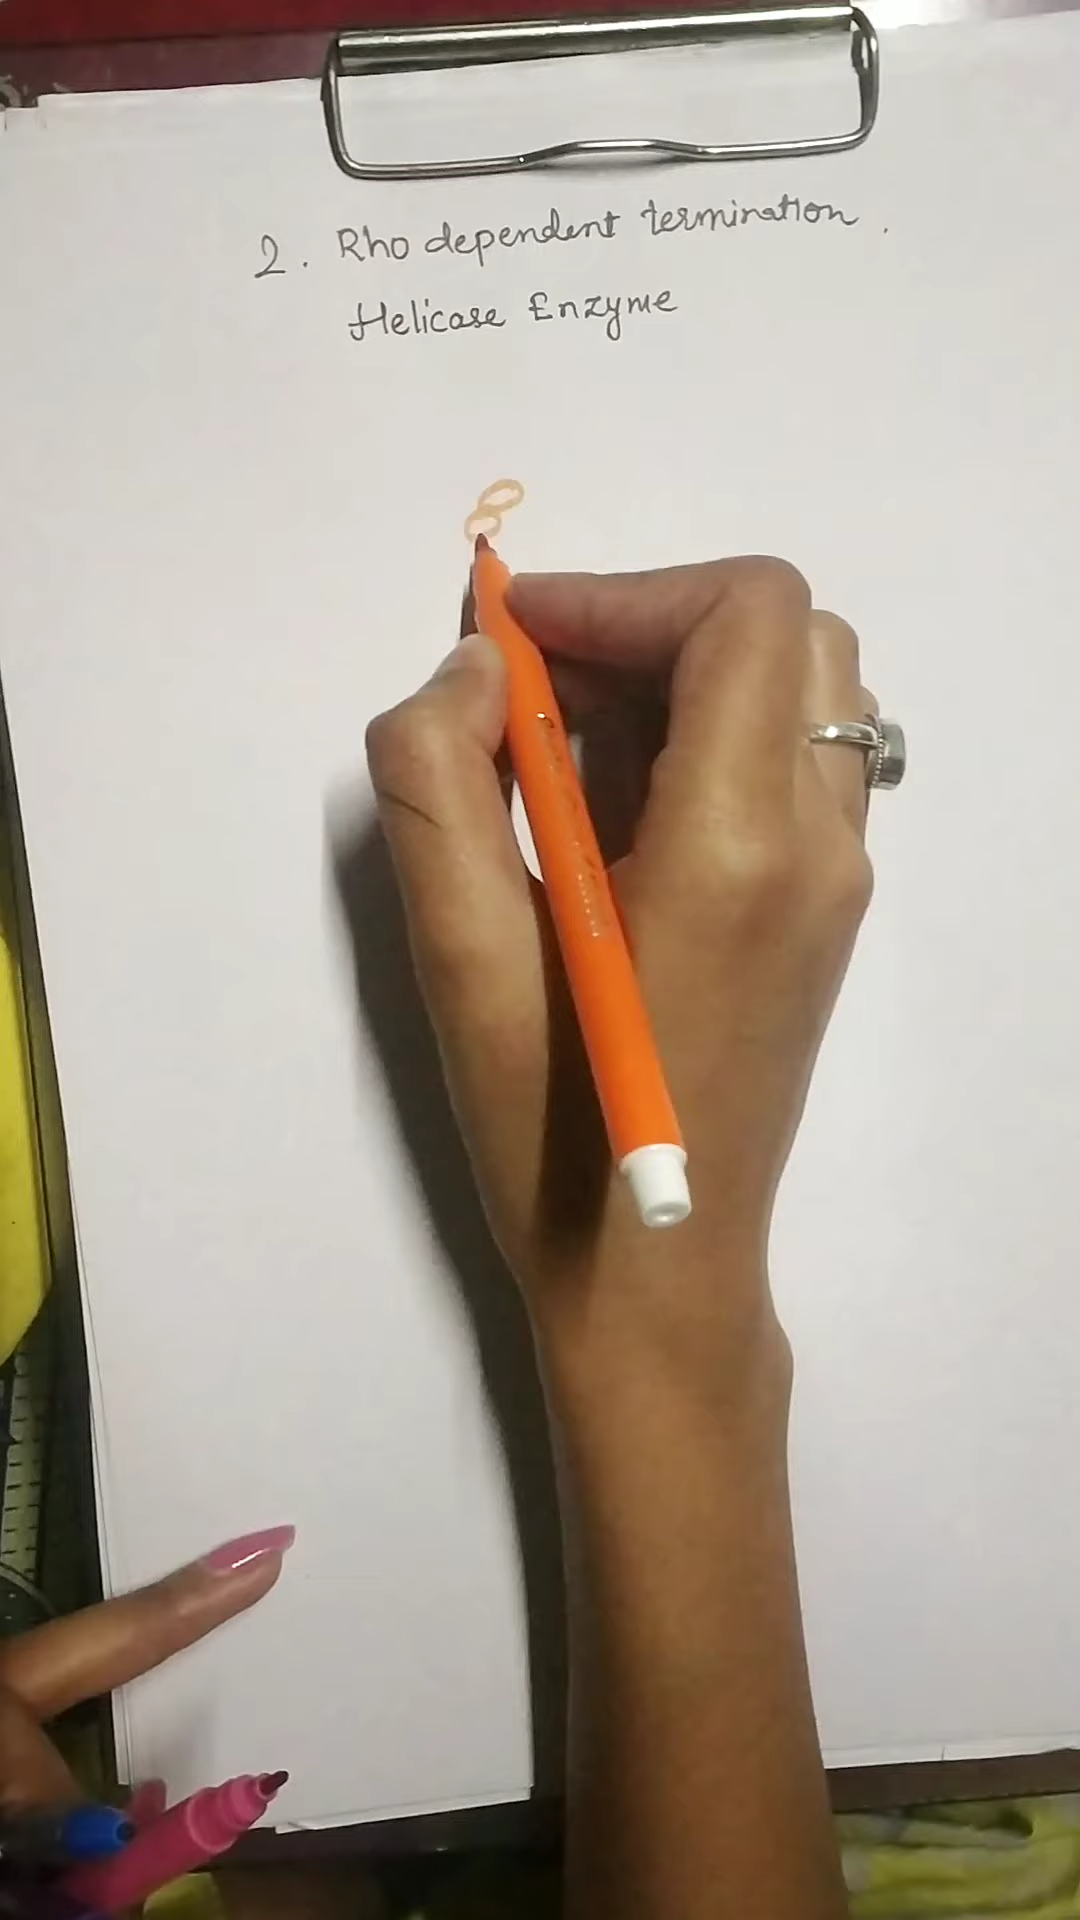 2. Rho dependent termination.
Helicase Enzyme